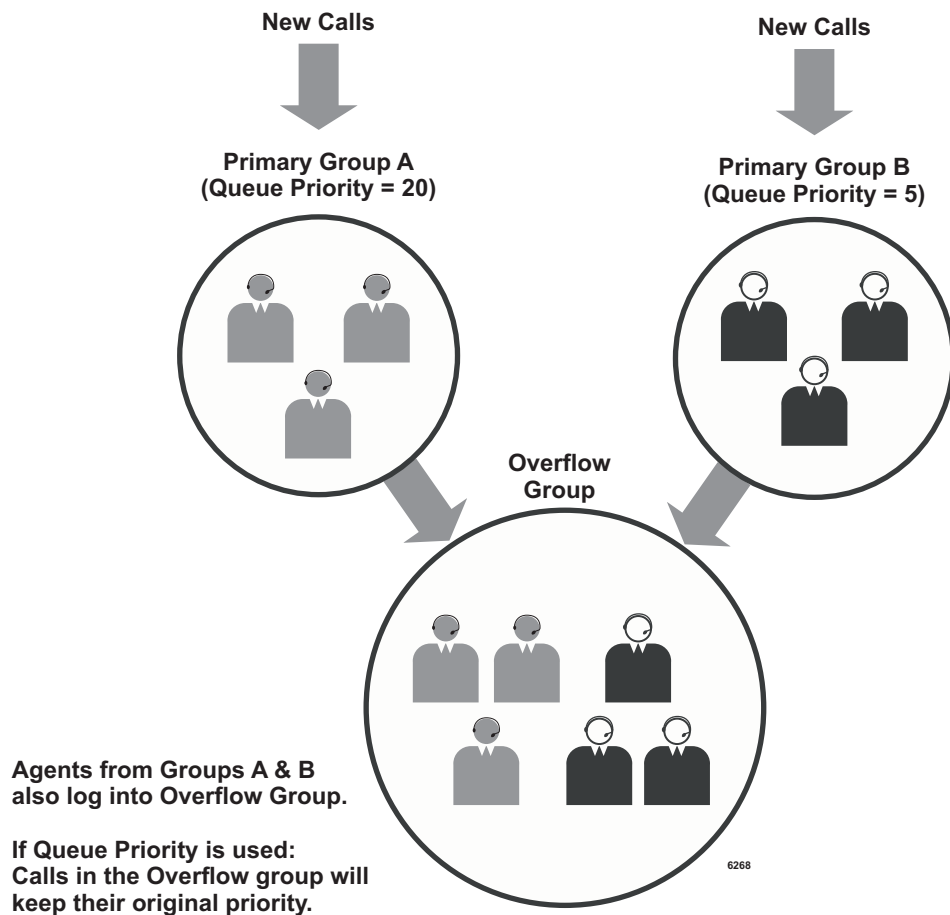 New Calls
New Calls
Primary Group A
(Queue Priority = 20)
Primary Group B
(Queue Priority = 5)
Overflow
Group
Agents from Groups A & B
also log into Overflow Group.
If Queue Priority is used:
Calls in the Overflow group will
keep their original priority.
6268